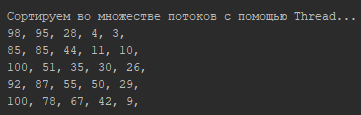 Сортируем во множестве потоков с помощью Thread...
98, 95, 28, 4, 3,
85, 85, 44, 11, 10,
100, 51, 35, 30, 26,
92, 87, 55, 50, 29,
100, 78, 67, 42, 9,